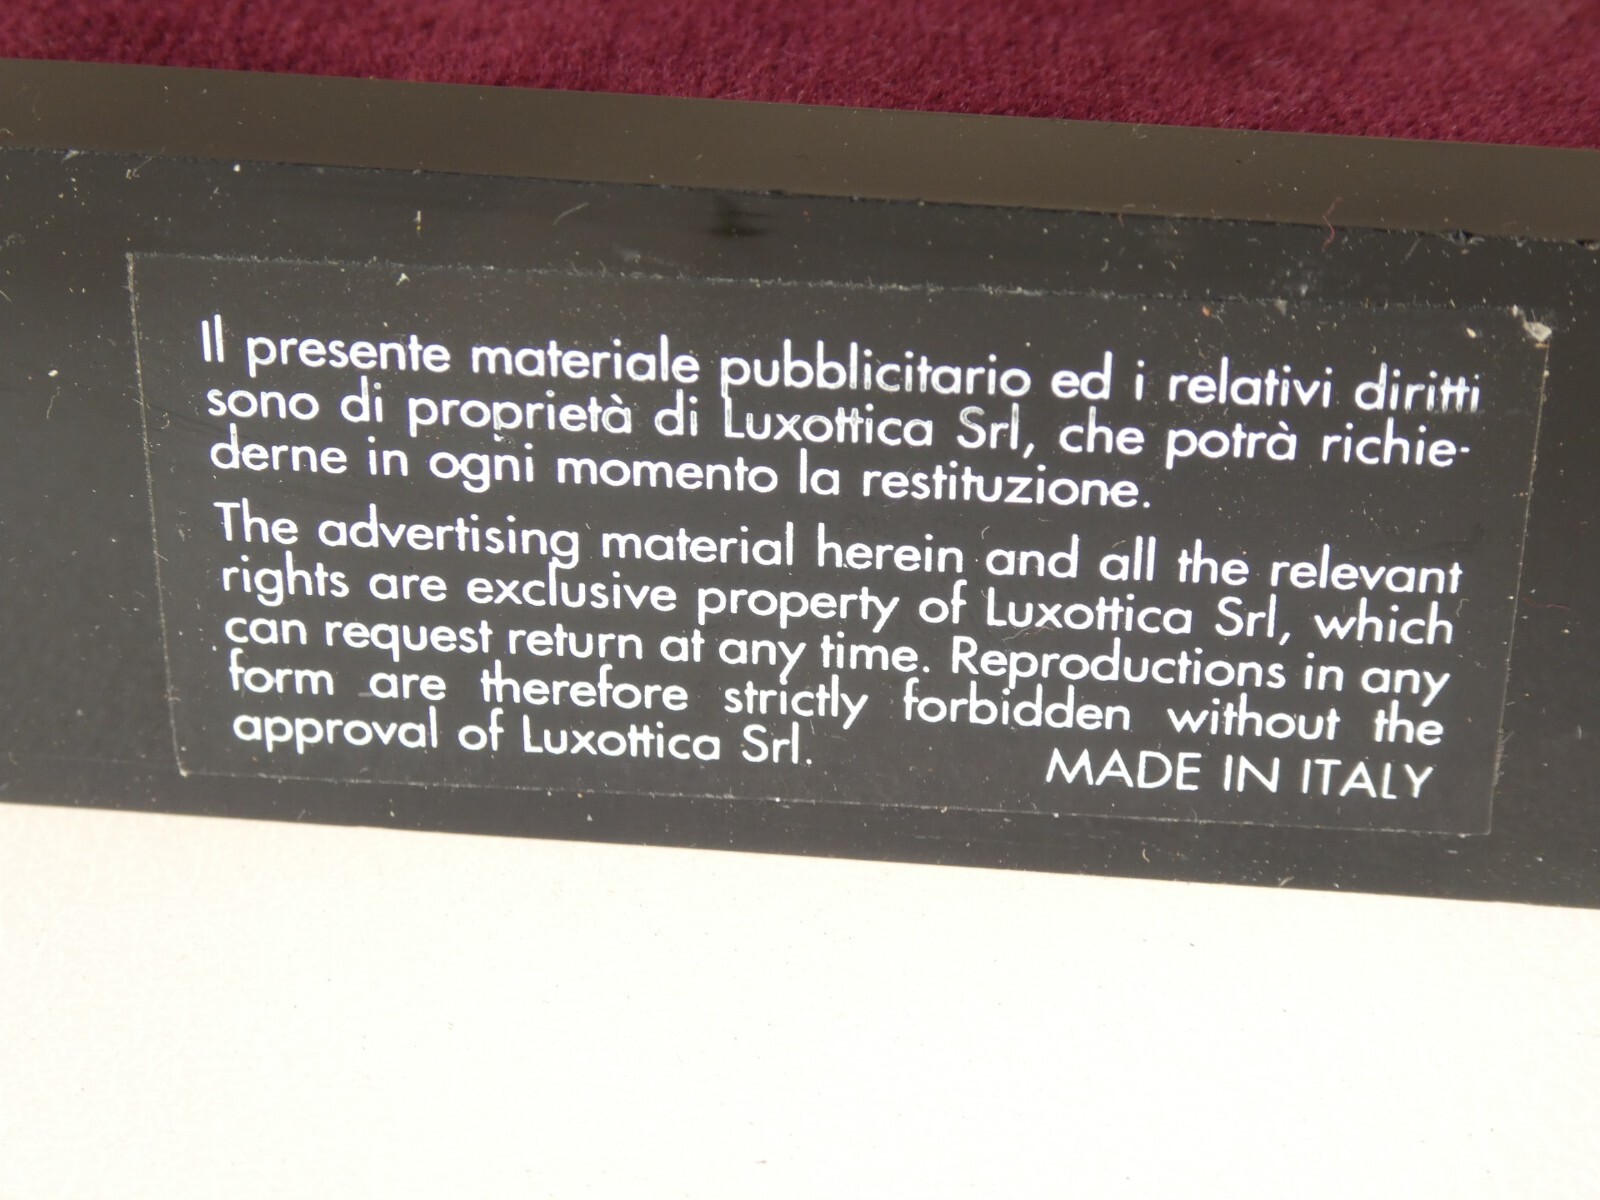 Il presente materiale pubblicitario ed i relativi diritti
sono di proprietà di Luxottica Srl, che potrà richie-
derne in ogni momento la restituzione.
The advertising material herein and all the relevant
rights are exclusive property of Luxottica Srl, which
can request return at any time. Reproductions in any
form are therefore strictly forbidden without the
approval of Luxottica Srl. MADE IN ITALY